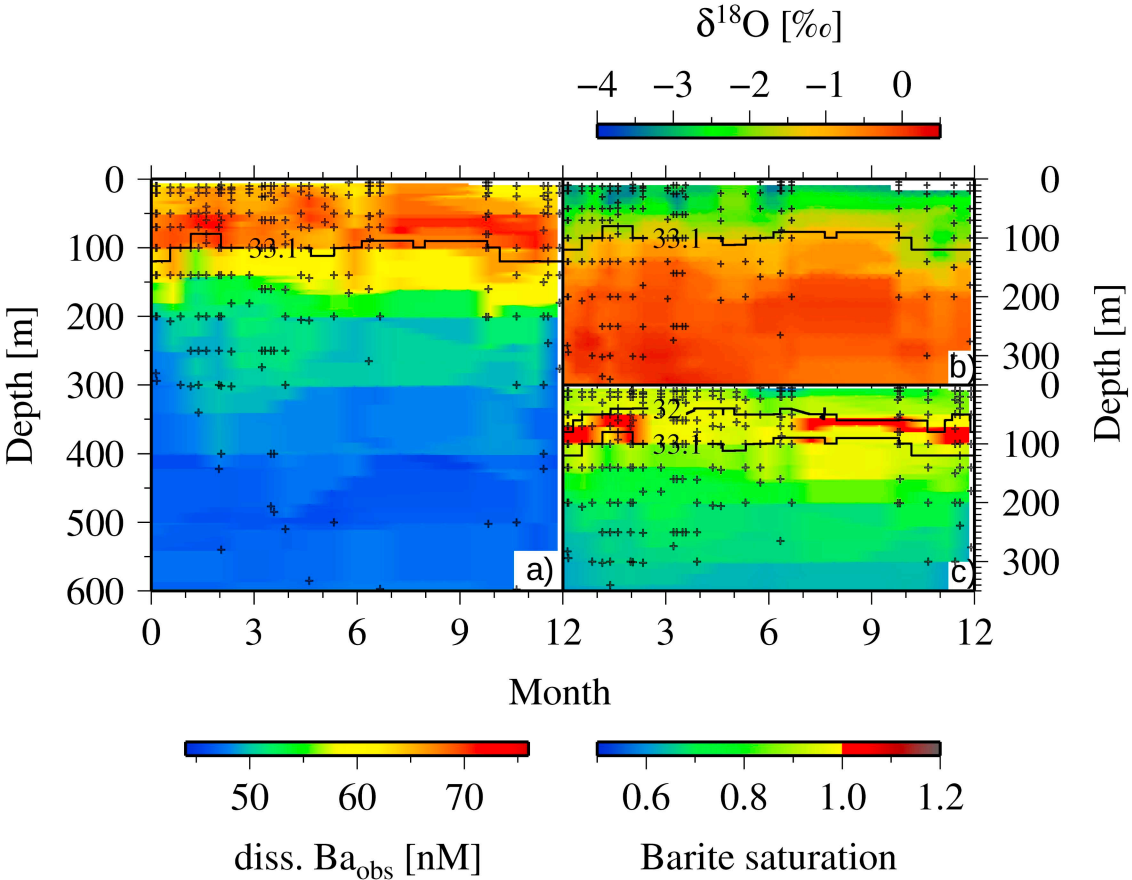 δ¹⁸O [‰]
−4 −3 −2 −1 0
0
100
200
300
400
500
600
Depth [m]
33.1
a)
0 3 6 9 12
33.1
b)
0
100
200
300
32
33.1
c)
0
100
200
300
Depth [m]
3 6 9 12
Month
50 60 70
diss. Baobs [nM]
0.6 0.8 1.0 1.2
Barite saturation